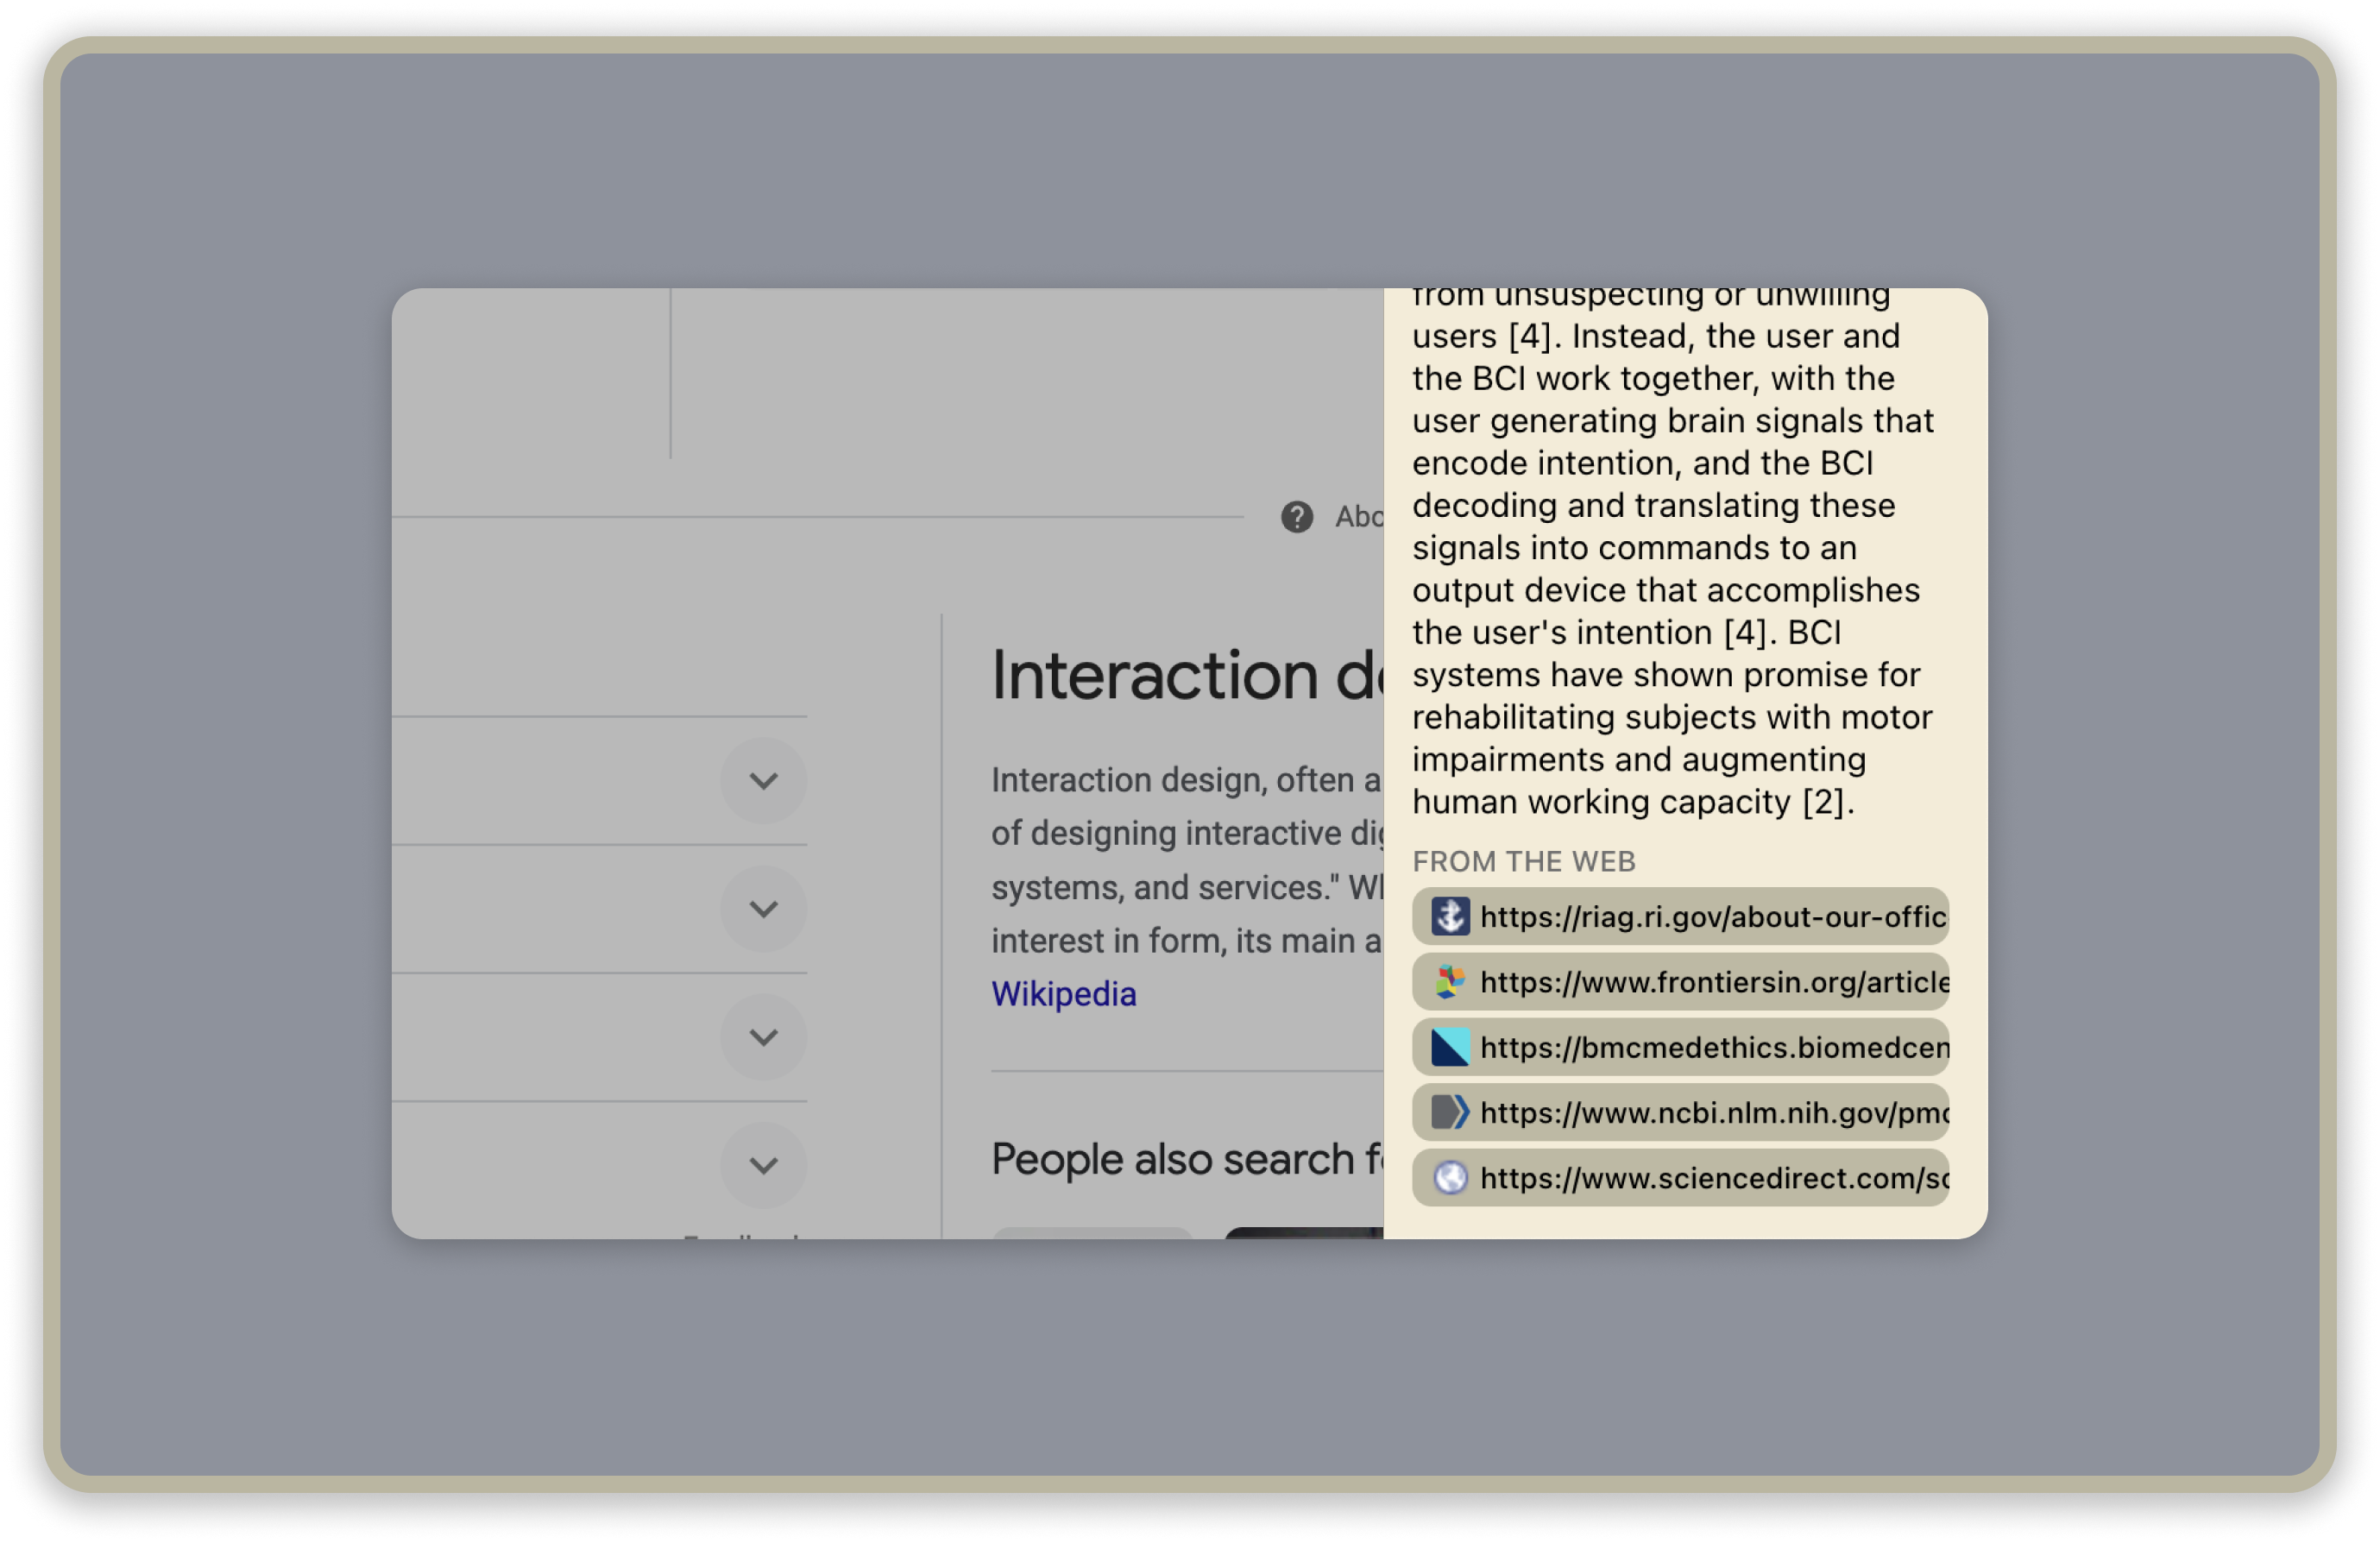 Abo
Interaction de
Interaction design, often a
of designing interactive dig
systems, and services." Wh
interest in form, its main a
Wikipedia
People also search fo
from unsuspecting or unwilling
users [4]. Instead, the user and
the BCI work together, with the
user generating brain signals that
encode intention, and the BCI
decoding and translating these
signals into commands to an
output device that accomplishes
the user's intention [4]. BCI
systems have shown promise for
rehabilitating subjects with motor
impairments and augmenting
human working capacity [2].
FROM THE WEB
https://riag.ri.gov/about-our-offic
https://www.frontiersin.org/article
https://bmcmedethics.biomedcen
https://www.ncbi.nlm.nih.gov/pmc
https://www.sciencedirect.com/sc